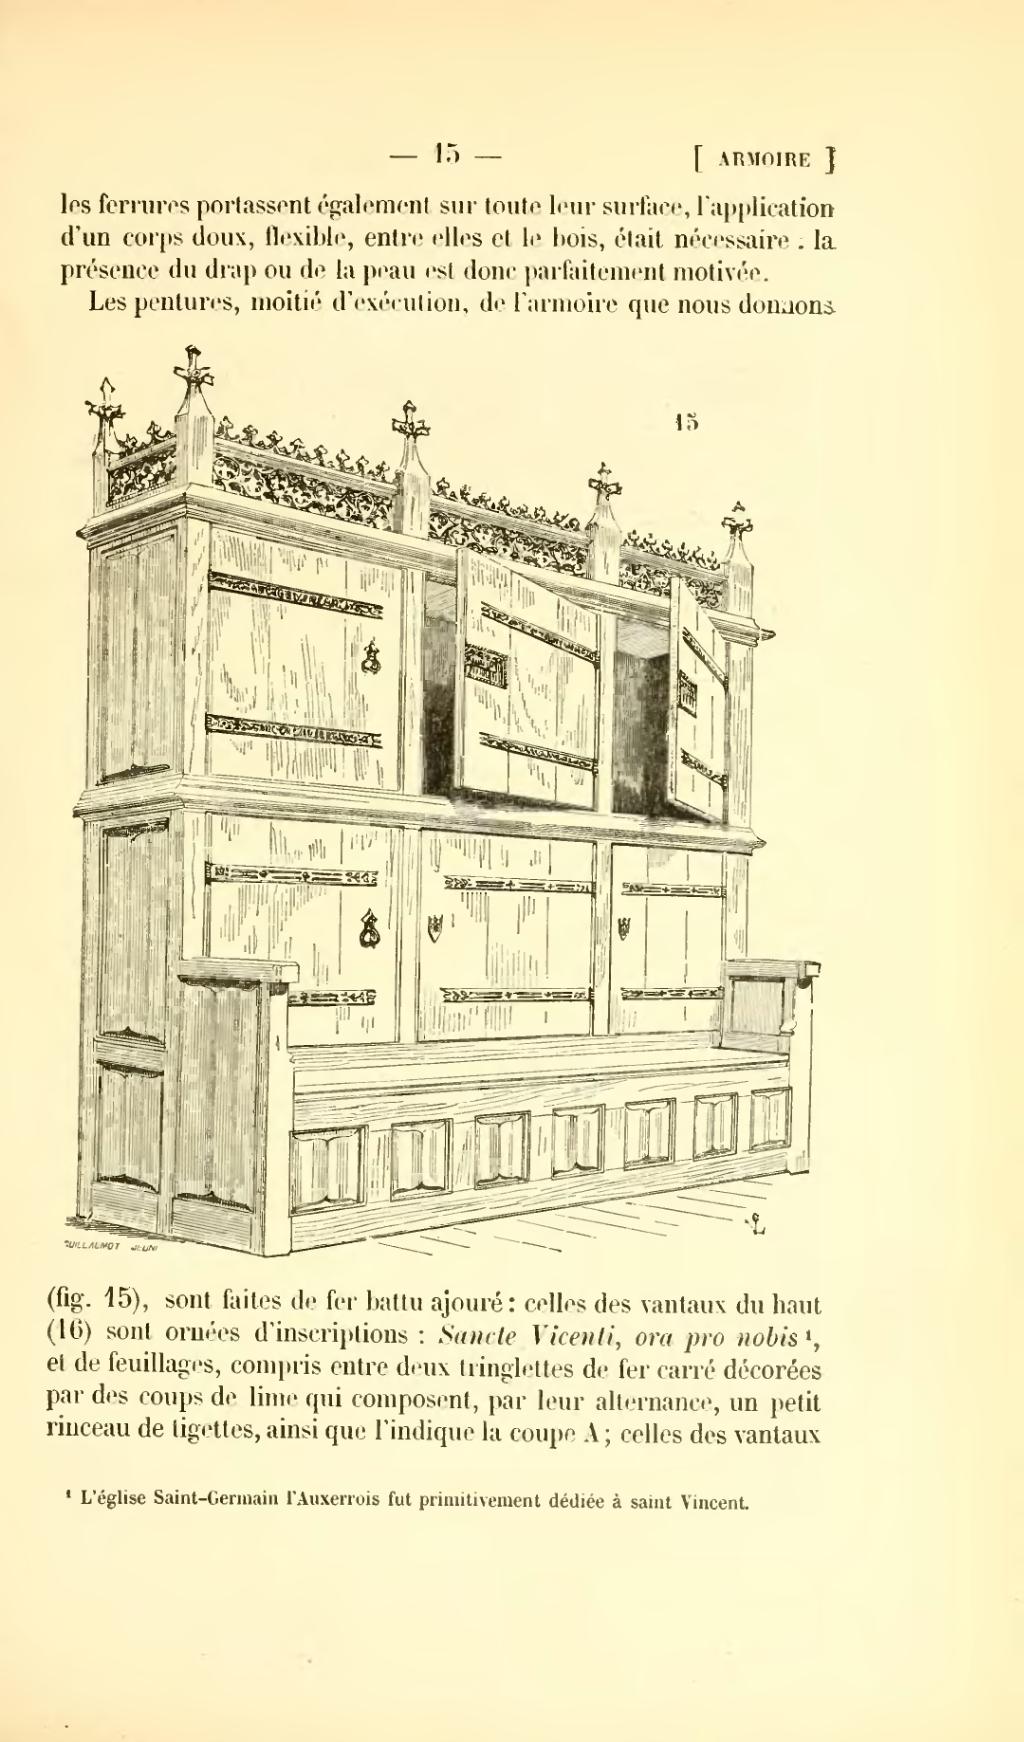 — 15 — [ ARMOIRE ]
les ferrures portassent également sur toute leur surface, l'application
d'un corps doux, flexible, entre elles et le bois, était nécessaire . la
présence du drap ou de la peau est donc parfaitement motivée.
Les pentures, moitié d'exécution, de l'armoire que nous donnons
15
GUILLAUMOT JEUNE
(fig. 15), sont faites de fer battu ajouré : celles des vantaux du haut
(16) sont ornées d'inscriptions : Sancte Vicenti, ora pro nobis ¹,
et de feuillages, compris entre deux tringlettes de fer carré décorées
par des coups de lime qui composent, par leur alternance, un petit
rinceau de tigettes, ainsi que l'indique la coupe A ; celles des vantaux
¹ L'église Saint-Germain l'Auxerrois fut primitivement dédiée à saint Vincent.